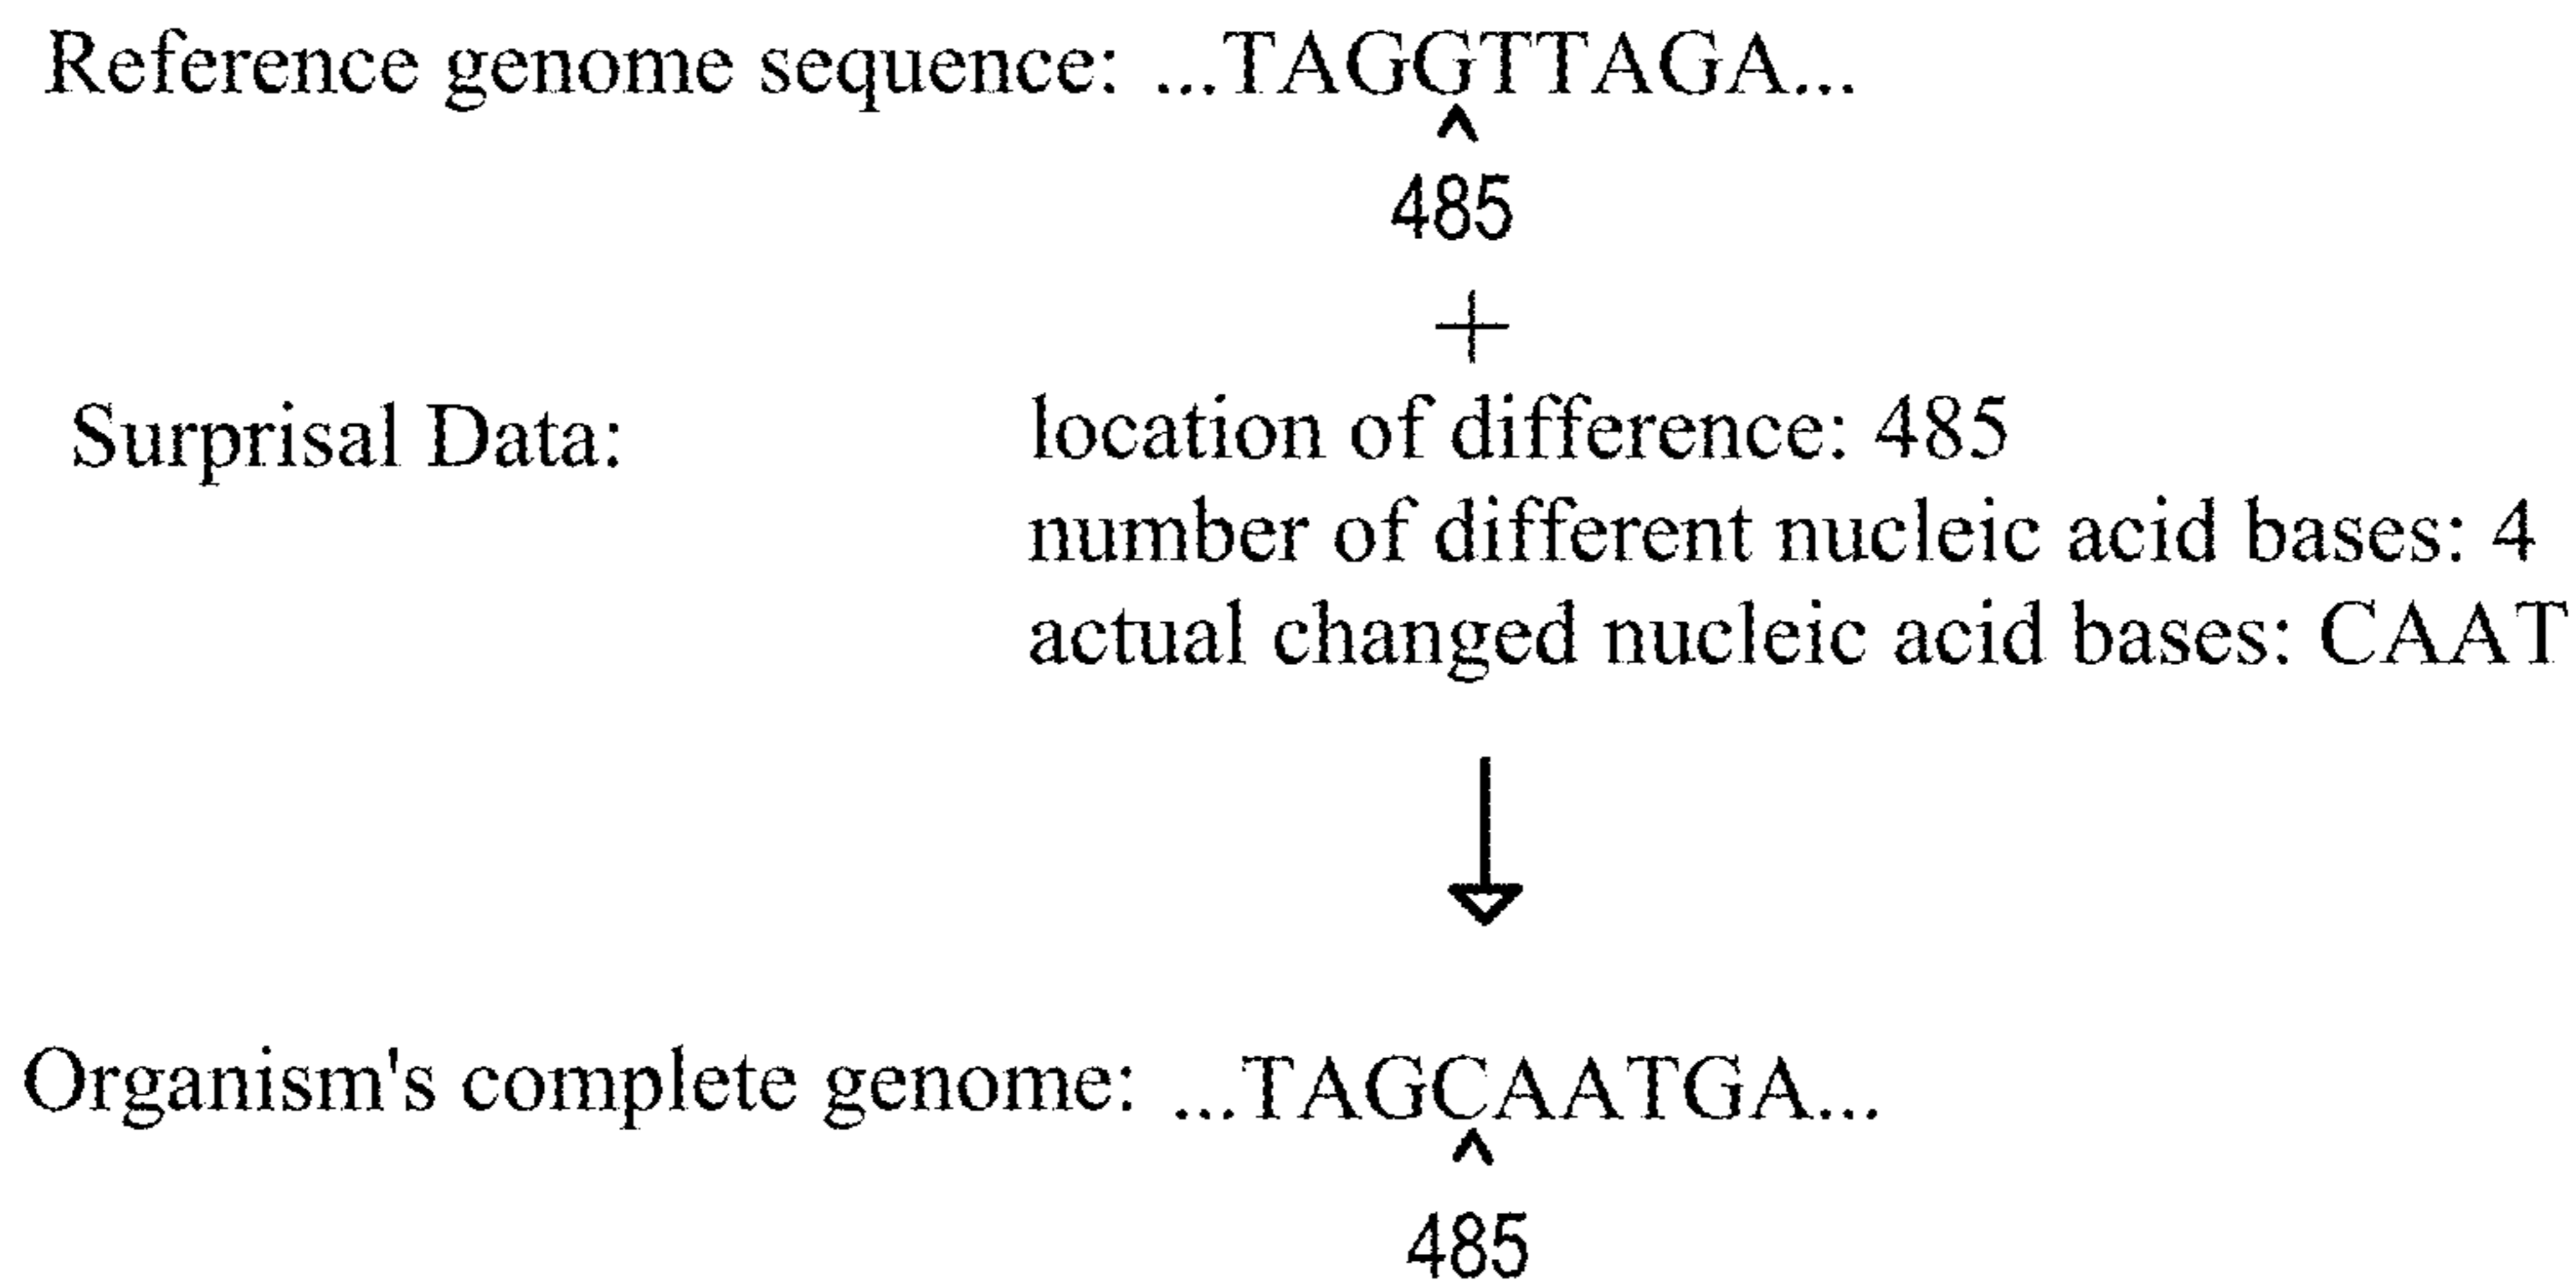 Reference genome sequence: ...TAGGTTAGA...
^
485
+
Surprisal Data: location of difference: 485
number of different nucleic acid bases: 4
actual changed nucleic acid bases: CAAT
Organism's complete genome: ...TAGCAATGA...
^
485